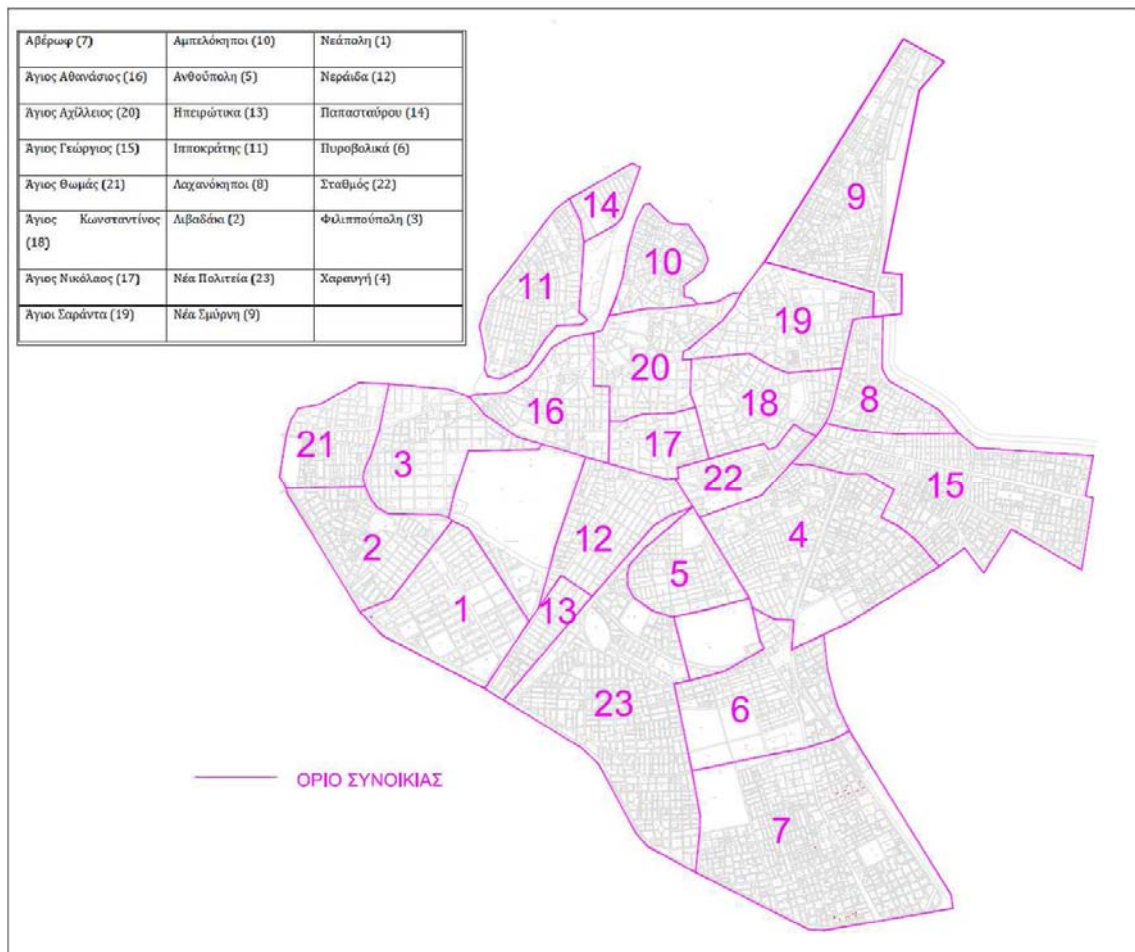 Αβέρωφ (7) Αμπελόκηποι (10) Νεάπολη (1)
Άγιος Αθανάσιος (16) Ανθούπολη (5) Νεράιδα (12)
Άγιος Αχίλλειος (20) Ηπειρώτικα (13) Παπασταύρου (14)
Άγιος Γεώργιος (15) Ιπποκράτης (11) Πυροβολικά (6)
Άγιος Θωμάς (21) Λαχανόκηποι (8) Σταθμός (22)
Άγιος Κωνσταντίνος (18) Λιβαδάκι (2) Φιλιππούπολη (3)
Άγιος Νικόλαος (17) Νέα Πολιτεία (23) Χαραυγή (4)
Άγιοι Σαράντα (19) Νέα Σμύρνη (9)
9
14
10
11
19
20
8
16
18
21
3
17
22
15
12
4
2
5
1
13
23
6
7
ΟΡΙΟ ΣΥΝΟΙΚΙΑΣ